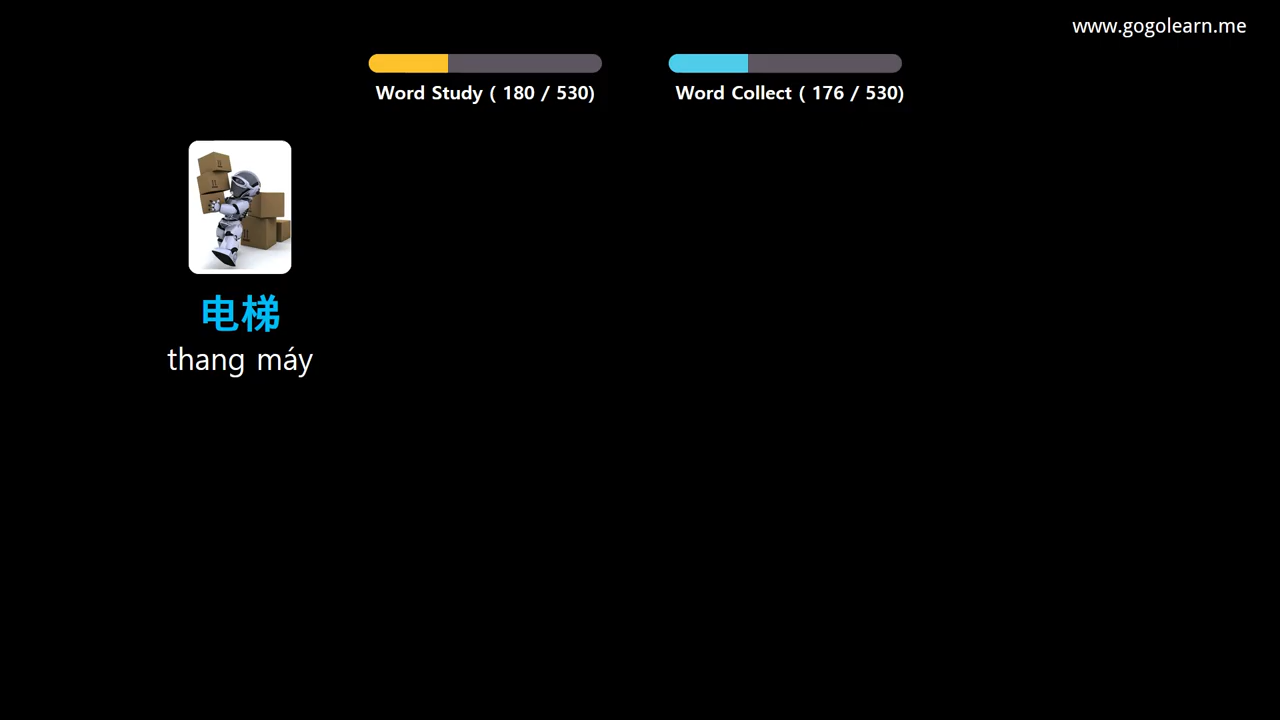 www.gogolearn.me
Word Study ( 180 / 530)
Word Collect ( 176 / 530)
电梯
thang máy